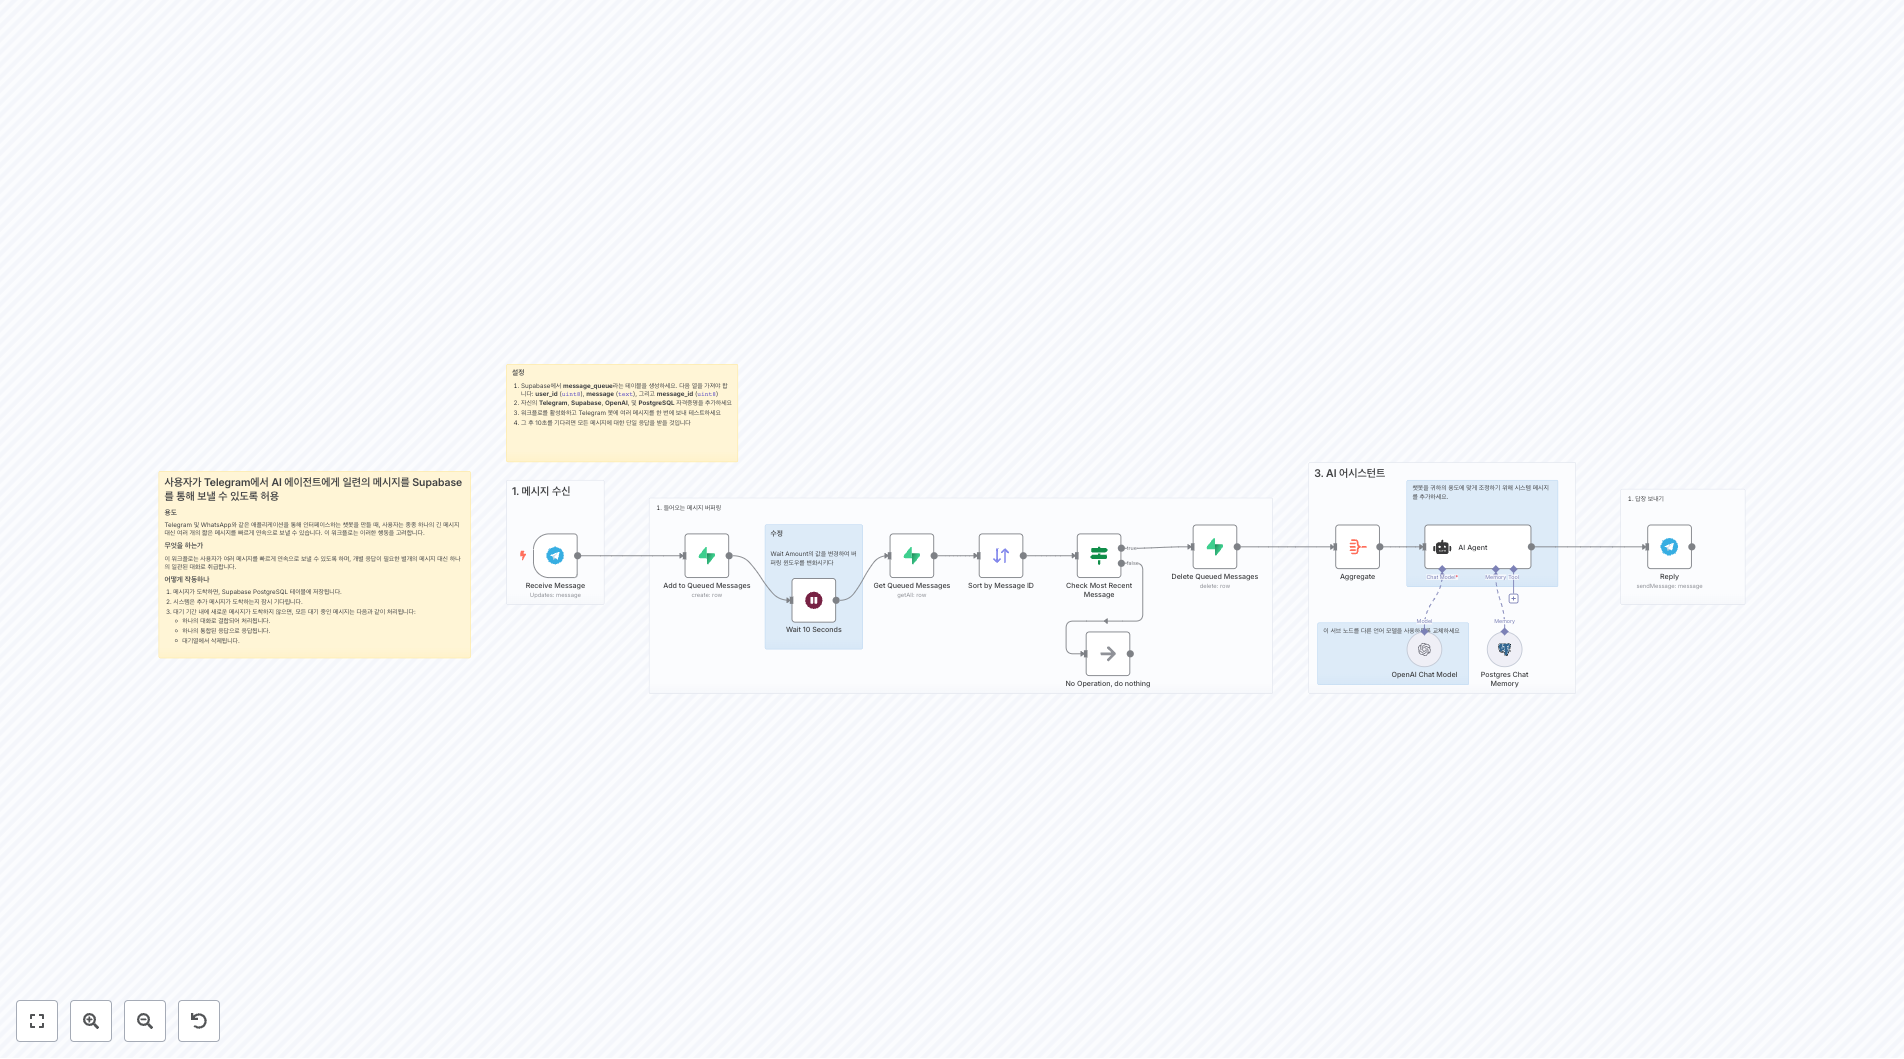 설정
1. Supabase에서 message_queue라는 테이블을 생성하세요. 다음 열을 가져야 합
니다: user_id (uint8), message (text), 그리고 message_id (uint8)
2. 자신의 Telegram, Supabase, OpenAI, 및 PostgreSQL 자격증명을 추가하세요
3. 워크플로를 활성화하고 Telegram 봇에 여러 메시지를 한 번에 보내 테스트하세요
4. 그 후 10초를 기다리면 모든 메시지에 대한 단일 응답을 받을 것입니다
사용자가 Telegram에서 AI 에이전트에게 일련의 메시지를 Supabase
를 통해 보낼 수 있도록 허용
용도
Telegram 및 WhatsApp와 같은 애플리케이션을 통해 인터페이스하는 챗봇을 만들 때, 사용자는 종종 하나의 긴 메시지
대신 여러 개의 짧은 메시지를 빠르게 연속으로 보낼 수 있습니다. 이 워크플로는 이러한 행동을 고려합니다.
무엇을 하는가
이 워크플로는 사용자가 여러 메시지를 빠르게 연속으로 보낼 수 있도록 하며, 개별 응답이 필요한 별개의 메시지 대신 하나
의 일관된 대화로 취급합니다.
어떻게 작동하나
1. 메시지가 도착하면, Supabase PostgreSQL 테이블에 저장됩니다.
2. 시스템은 추가 메시지가 도착하는지 잠시 기다립니다.
3. 대기 기간 내에 새로운 메시지가 도착하지 않으면, 모든 대기 중인 메시지는 다음과 같이 처리됩니다:
하나의 대화로 결합되어 처리됩니다.
하나의 통합된 응답으로 응답됩니다.
대기열에서 삭제됩니다.
1. 메시지 수신
Receive Message
Updates: message
1. 들어오는 메시지 버퍼링
Add to Queued Messages
create: row
수정
Wait Amount의 값을 변경하여 버
퍼링 윈도우를 변화시키다
Wait 10 Seconds
Get Queued Messages
getAll: row
Sort by Message ID
Check Most Recent
Message
true
false
No Operation, do nothing
Delete Queued Messages
delete: row
3. AI 어시스턴트
챗봇을 귀하의 용도에 맞게 조정하기 위해 시스템 메시지
를 추가하세요.
Aggregate
AI Agent
Chat Model*
Memory
Tool
Model
Memory
이 서브 노드를 다른 언어 모델을 사용하도록 교체하세요
OpenAI Chat Model
Postgres Chat
Memory
1. 답장 보내기
Reply
sendMessage: message